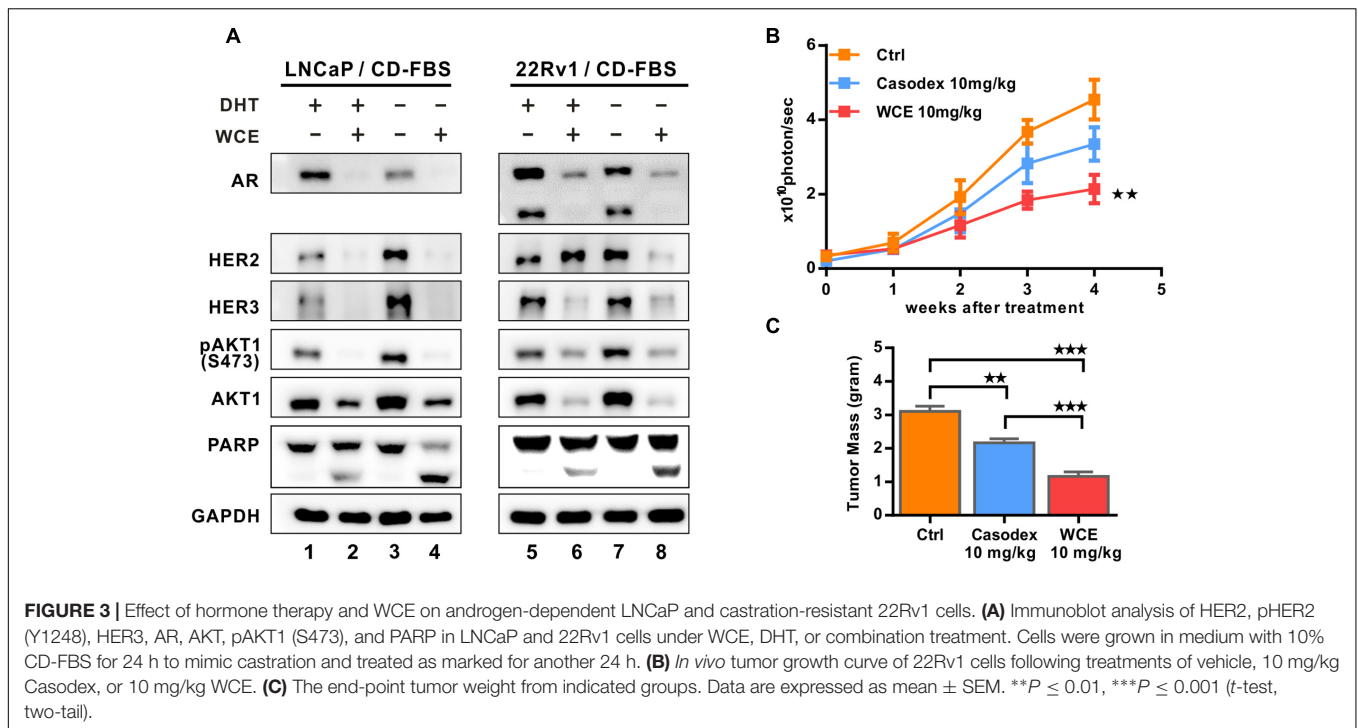 A
LNCaP / CD-FBS 22Rv1 / CD-FBS
DHT + + − − + + − −
WCE − + − + − + − +
AR
HER2
HER3
pAKT1
(S473)
AKT1
PARP
GAPDH
1 2 3 4 5 6 7 8
B
Ctrl
Casodex 10mg/kg
WCE 10mg/kg
x10¹⁰photon/sec
6
4
2
0
★★
0 1 2 3 4 5
weeks after treatment
C
Tumor Mass (gram)
5
4
3
2
1
0
★★★
★★
★★★
Ctrl Casodex WCE
10 mg/kg 10 mg/kg
FIGURE 3 | Effect of hormone therapy and WCE on androgen-dependent LNCaP and castration-resistant 22Rv1 cells. (A) Immunoblot analysis of HER2, pHER2
(Y1248), HER3, AR, AKT, pAKT1 (S473), and PARP in LNCaP and 22Rv1 cells under WCE, DHT, or combination treatment. Cells were grown in medium with 10%
CD-FBS for 24 h to mimic castration and treated as marked for another 24 h. (B) In vivo tumor growth curve of 22Rv1 cells following treatments of vehicle, 10 mg/kg
Casodex, or 10 mg/kg WCE. (C) The end-point tumor weight from indicated groups. Data are expressed as mean ± SEM. **P ≤ 0.01, ***P ≤ 0.001 (t-test,
two-tail).